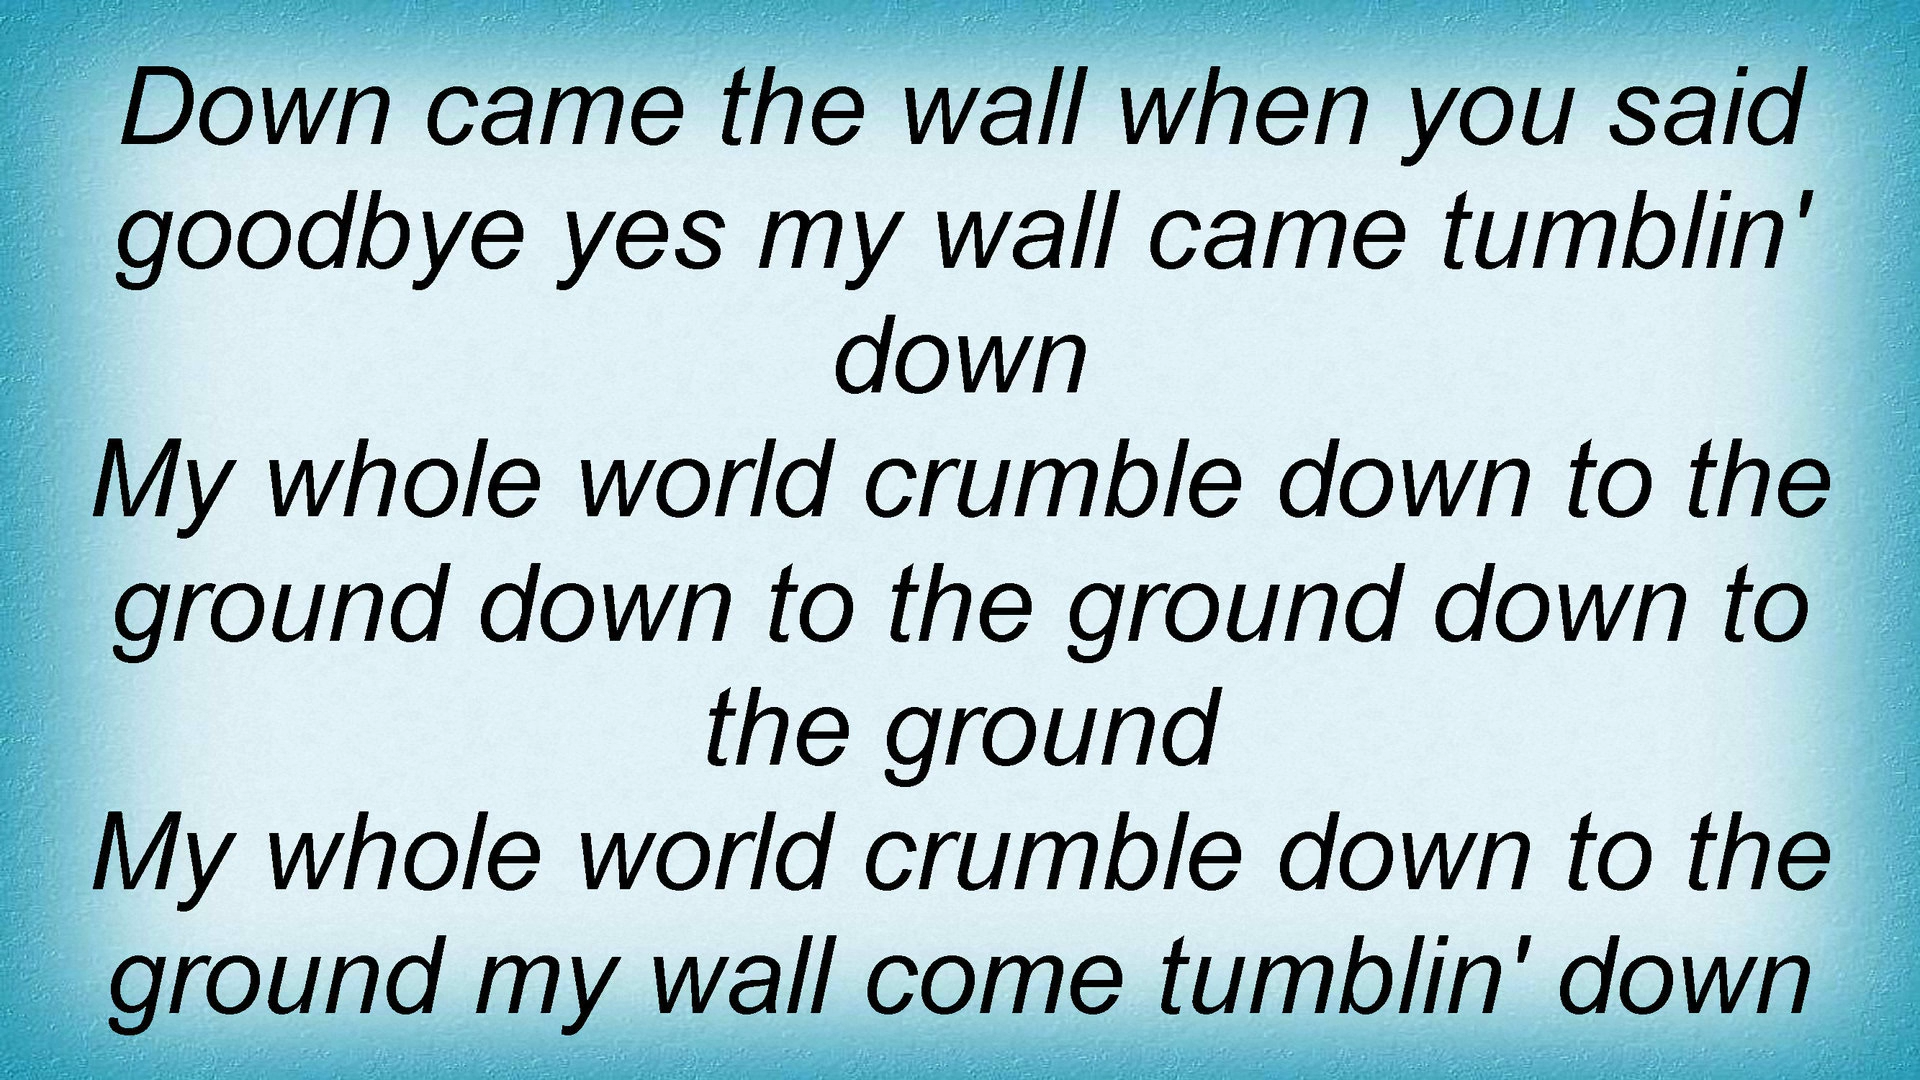 Down came the wall when you said
goodbye yes my wall came tumblin'
down
My whole world crumble down to the
ground down to the ground down to
the ground
My whole world crumble down to the
ground my wall come tumblin' down